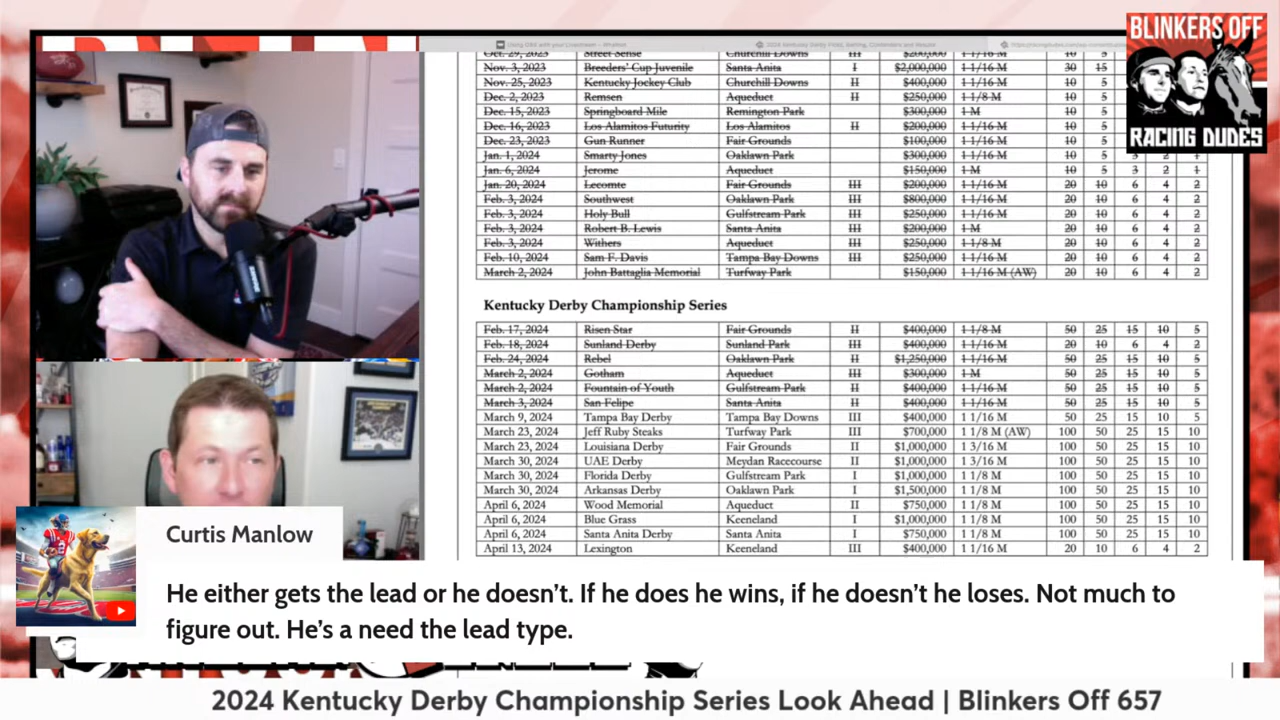 BLINKERS OFF
RACING DUDES
Oct. 29, 2023 Street Sense Churchill Downs III $200,000 1 1/16 M 10 5
Nov. 3, 2023 Breeders' Cup Juvenile Santa Anita I $2,000,000 1 1/16 M 30 15
Nov. 25, 2023 Kentucky Jockey Club Churchill Downs II $400,000 1 1/16 M 10 5
Dec. 2, 2023 Remsen Aqueduct II $250,000 1 1/8 M 10 5
Dec. 15, 2023 Springboard Mile Remington Park $300,000 1 M 10 5
Dec. 16, 2023 Los Alamitos Futurity Los Alamitos II $200,000 1 1/16 M 10 5
Dec. 23, 2023 Gun Runner Fair Grounds $100,000 1 1/16 M 10 5
Jan. 1, 2024 Smarty Jones Oaklawn Park $300,000 1 1/16 M 10 5 3 2 1
Jan. 6, 2024 Jerome Aqueduct $150,000 1 M 10 5 3 2 1
Jan. 20, 2024 Lecomte Fair Grounds III $200,000 1 1/16 M 20 10 6 4 2
Feb. 3, 2024 Southwest Oaklawn Park III $800,000 1 1/16 M 20 10 6 4 2
Feb. 3, 2024 Holy Bull Gulfstream Park III $250,000 1 1/16 M 20 10 6 4 2
Feb. 3, 2024 Robert B. Lewis Santa Anita III $200,000 1 M 20 10 6 4 2
Feb. 3, 2024 Withers Aqueduct III $250,000 1 1/8 M 20 10 6 4 2
Feb. 10, 2024 Sam F. Davis Tampa Bay Downs III $250,000 1 1/16 M 20 10 6 4 2
March 2, 2024 John Battaglia Memorial Turfway Park $150,000 1 1/16 M (AW) 20 10 6 4 2
Kentucky Derby Championship Series
Feb. 17, 2024 Risen Star Fair Grounds II $400,000 1 1/8 M 50 25 15 10 5
Feb. 18, 2024 Sunland Derby Sunland Park III $400,000 1 1/16 M 20 10 6 4 2
Feb. 24, 2024 Rebel Oaklawn Park II $1,250,000 1 1/16 M 50 25 15 10 5
March 2, 2024 Gotham Aqueduct III $300,000 1 M 50 25 15 10 5
March 2, 2024 Fountain of Youth Gulfstream Park II $400,000 1 1/16 M 50 25 15 10 5
March 3, 2024 San Felipe Santa Anita II $400,000 1 1/16 M 50 25 15 10 5
March 9, 2024 Tampa Bay Derby Tampa Bay Downs III $400,000 1 1/16 M 50 25 15 10 5
March 23, 2024 Jeff Ruby Steaks Turfway Park III $700,000 1 1/8 M (AW) 100 50 25 15 10
March 23, 2024 Louisiana Derby Fair Grounds II $1,000,000 1 3/16 M 100 50 25 15 10
March 30, 2024 UAE Derby Meydan Racecourse II $1,000,000 1 3/16 M 100 50 25 15 10
March 30, 2024 Florida Derby Gulfstream Park I $1,000,000 1 1/8 M 100 50 25 15 10
March 30, 2024 Arkansas Derby Oaklawn Park I $1,500,000 1 1/8 M 100 50 25 15 10
April 6, 2024 Wood Memorial Aqueduct II $750,000 1 1/8 M 100 50 25 15 10
April 6, 2024 Blue Grass Keeneland I $1,000,000 1 1/8 M 100 50 25 15 10
April 6, 2024 Santa Anita Derby Santa Anita I $750,000 1 1/8 M 100 50 25 15 10
April 13, 2024 Lexington Keeneland III $400,000 1 1/16 M 20 10 6 4 2
Curtis Manlow
He either gets the lead or he doesn't. If he does he wins, if he doesn't he loses. Not much to
figure out. He's a need the lead type.
2024 Kentucky Derby Championship Series Look Ahead | Blinkers Off 657